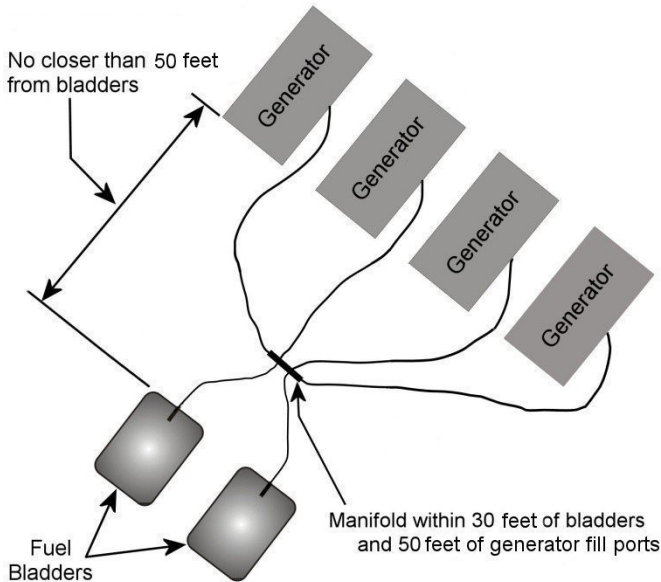 No closer than 50 feet
from bladders
Generator
Generator
Generator
Generator
Fuel
Bladders
Manifold within 30 feet of bladders
and 50 feet of generator fill ports